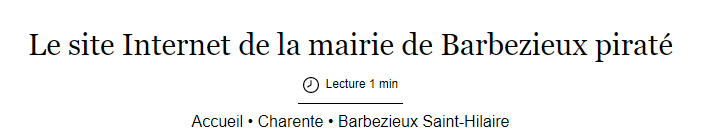 Le site Internet de la mairie de Barbezieux piraté
Lecture 1 min
Accueil • Charente • Barbezieux Saint-Hilaire